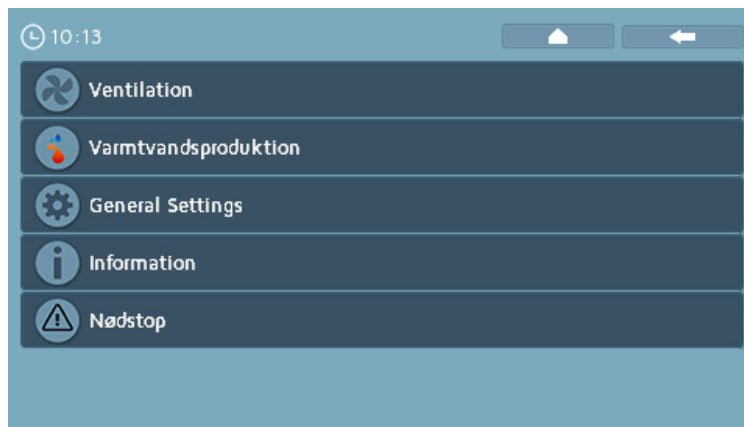 10:13
Ventilation
Varmtvandsproduktion
General Settings
Information
Nødstop